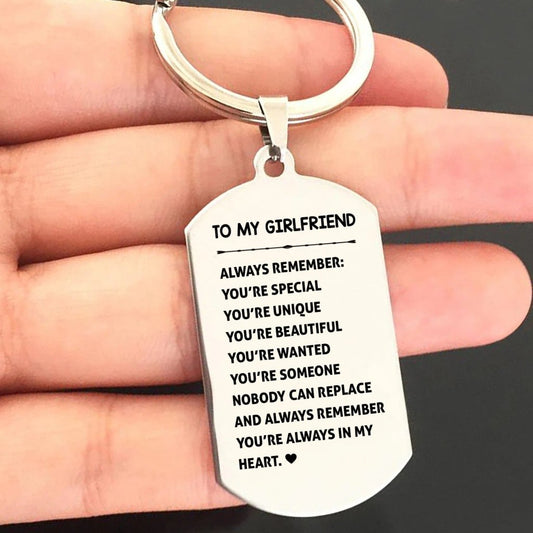 TO MY GIRLFRIEND
ALWAYS REMEMBER:
YOU'RE SPECIAL
YOU'RE UNIQUE
YOU'RE BEAUTIFUL
YOU'RE WANTED
YOU'RE SOMEONE
NOBODY CAN REPLACE
AND ALWAYS REMEMBER
YOU'RE ALWAYS IN MY
HEART. ♥